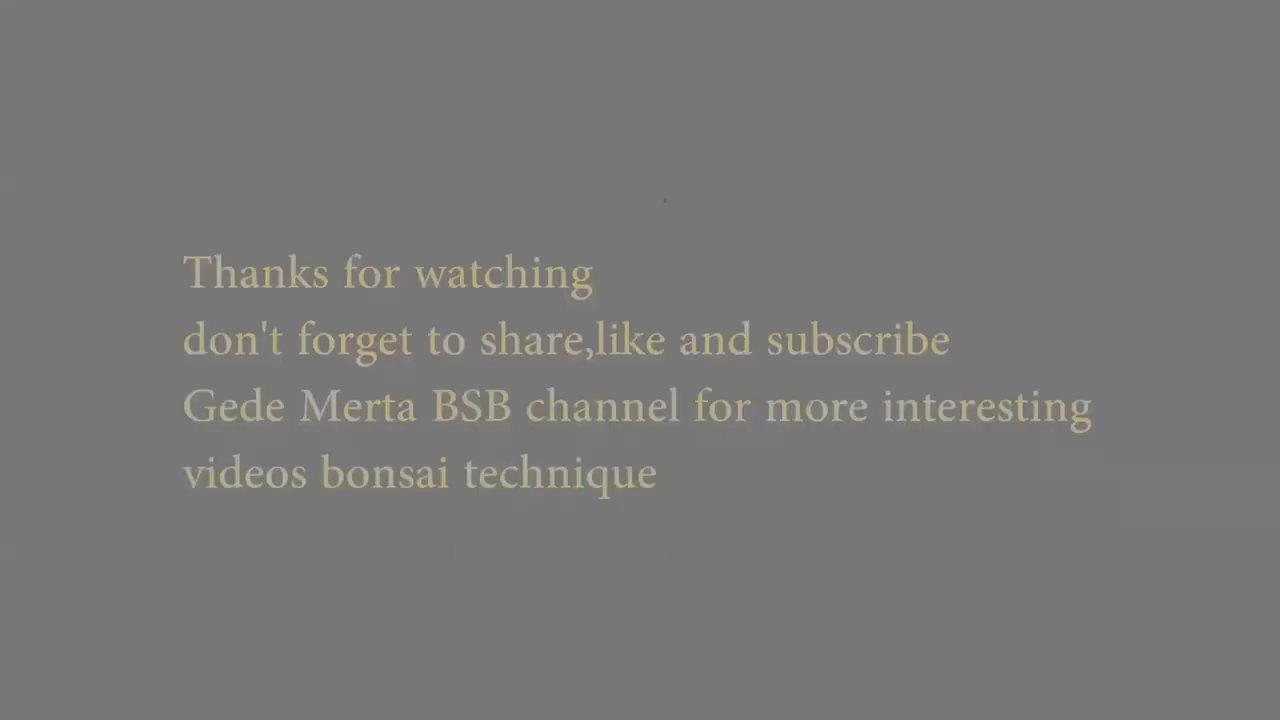 Thanks for watching
don't forget to share,like and subscribe
Gede Merta BSB channel for more interesting
videos bonsai technique